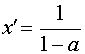 x′ = 1/(1 − a)